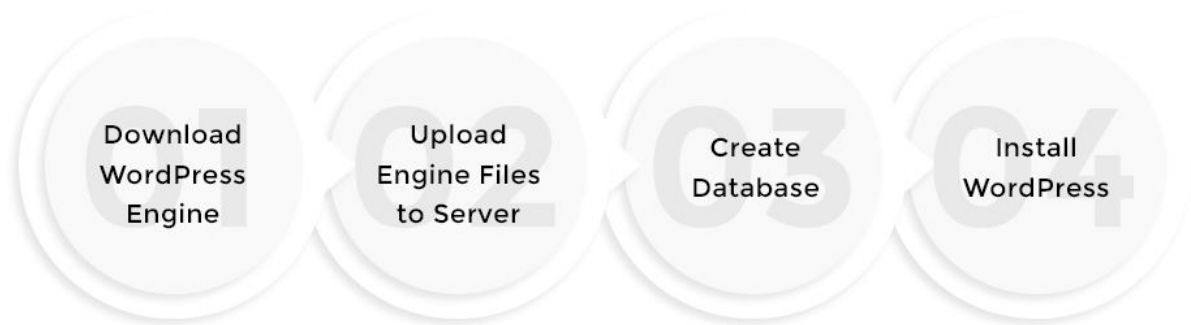 01
Download
WordPress
Engine
02
Upload
Engine Files
to Server
03
Create
Database
04
Install
WordPress